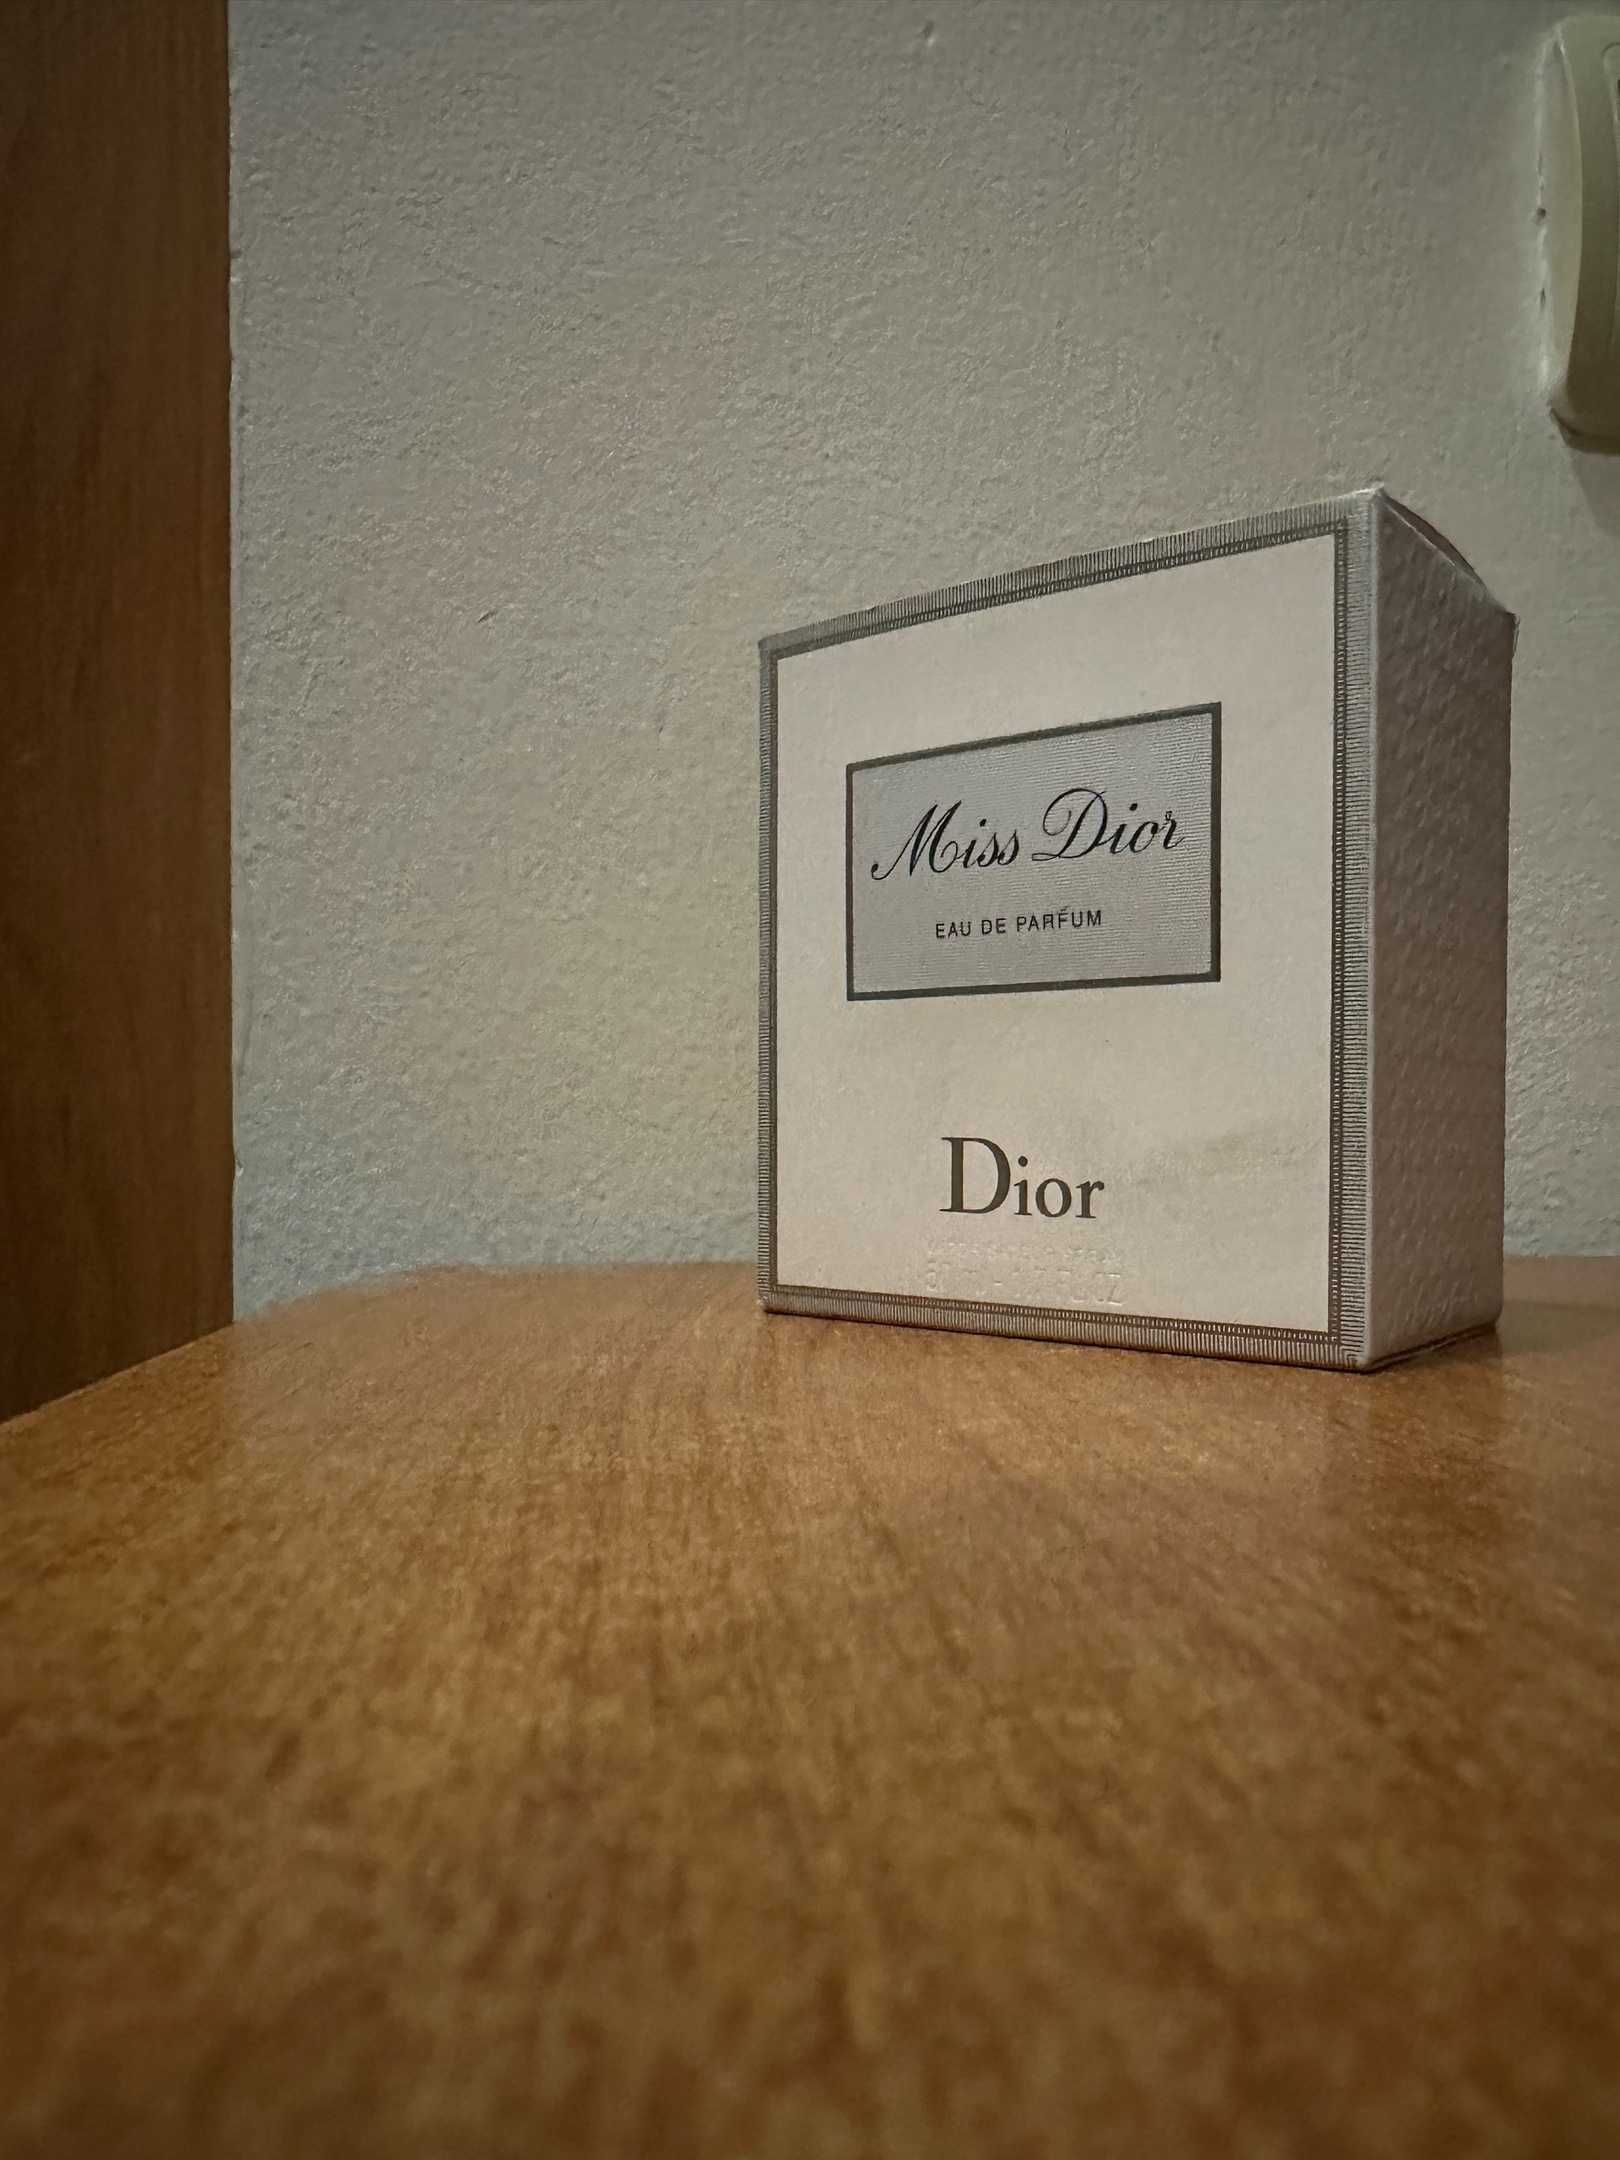 Miss Dior
EAU DE PARFUM
Dior